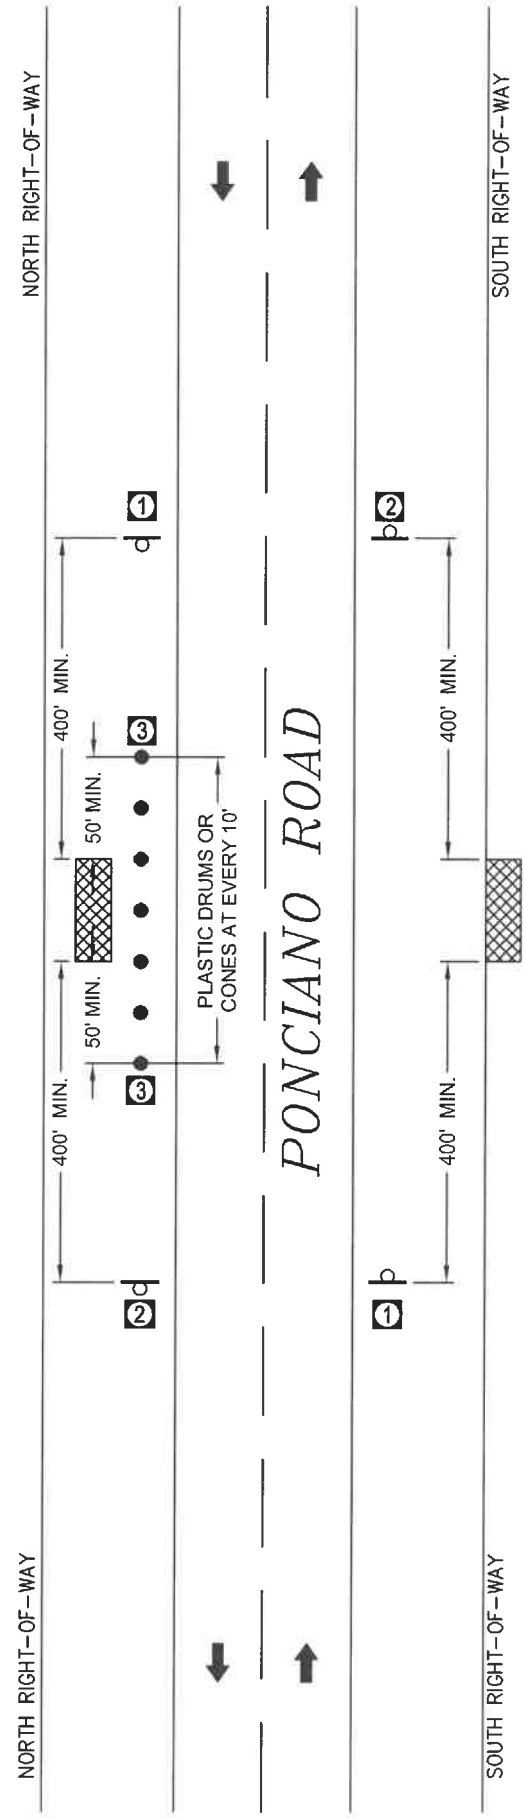 NORTH RIGHT-OF-WAY
NORTH RIGHT-OF-WAY
400' MIN.
400' MIN.
50' MIN.
50' MIN.
2
3
3
1
PLASTIC DRUMS OR
CONES AT EVERY 10'
PONCIANO ROAD
1
2
400' MIN.
400' MIN.
SOUTH RIGHT-OF-WAY
SOUTH RIGHT-OF-WAY